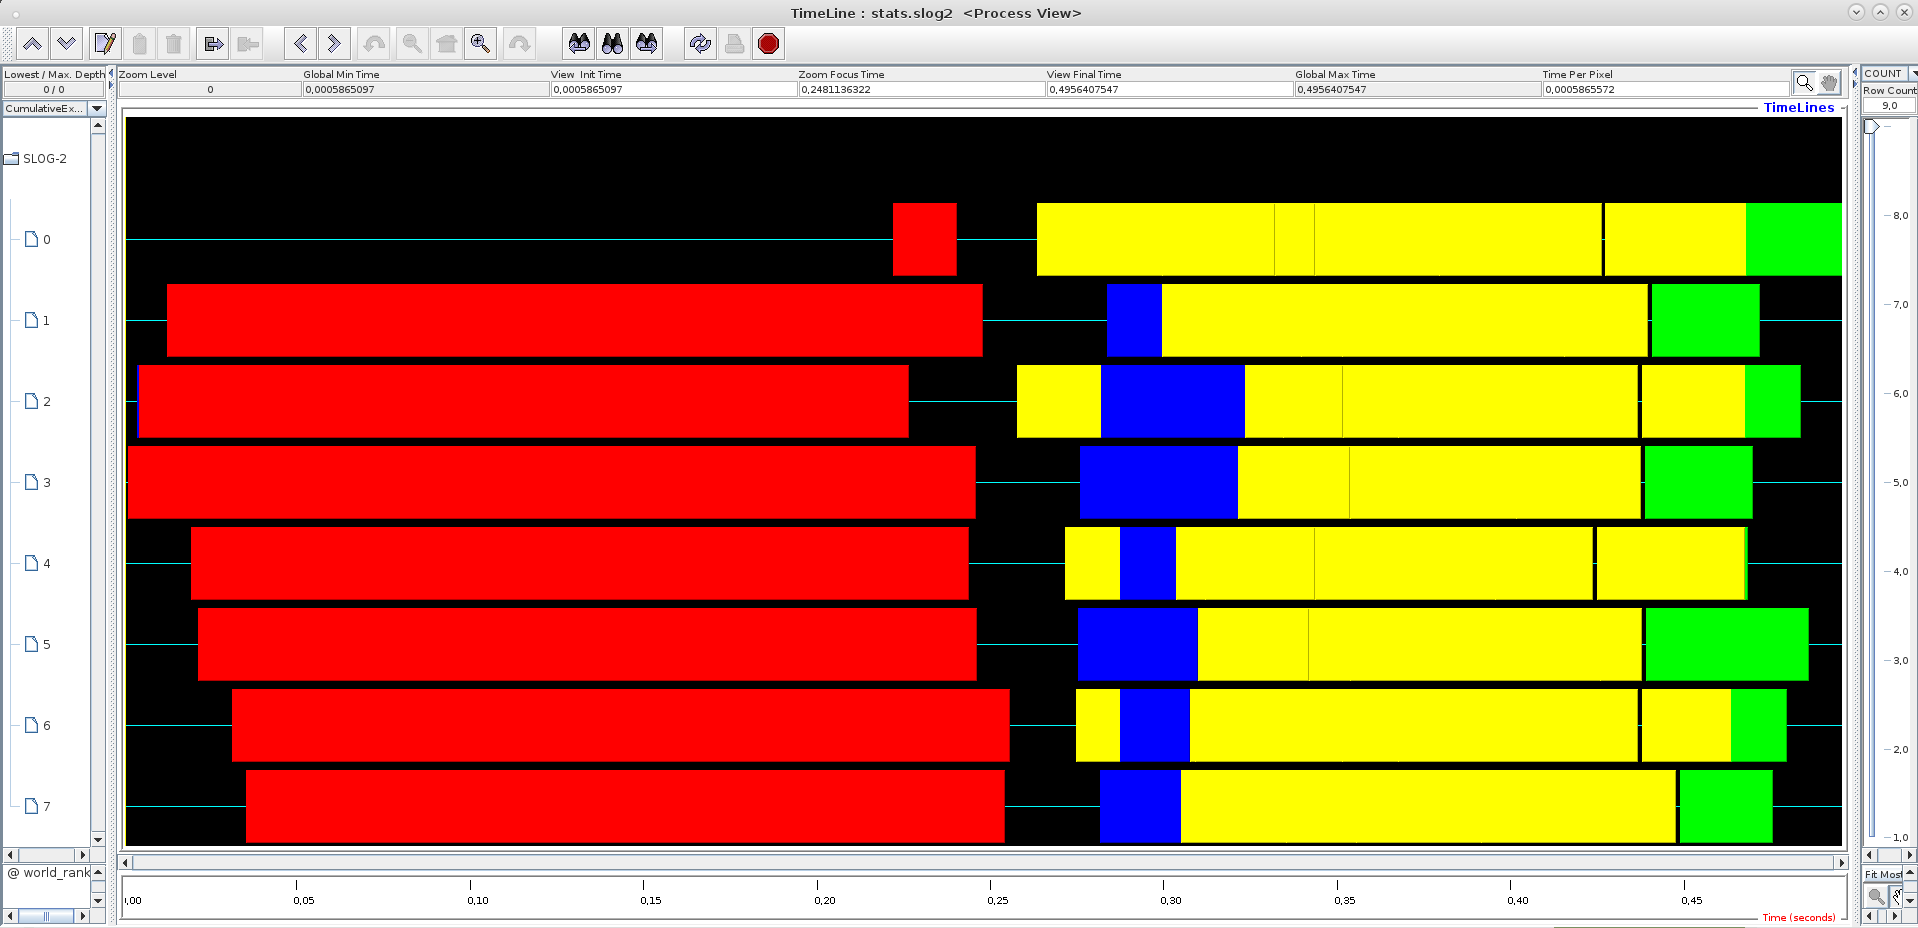 TimeLine : stats.slog2 <Process View>
Lowest / Max. Depth
0 / 0
Zoom Level
0
Global Min Time
0,0005865097
View Init Time
0,0005865097
Zoom Focus Time
0,2481136322
View Final Time
0,4956407547
Global Max Time
0,4956407547
Time Per Pixel
0,0005865572
COUNT
Row Count
9,0
CumulativeEx...
TimeLines
SLOG-2
0
1
2
3
4
5
6
7
8,0
7,0
6,0
5,0
4,0
3,0
2,0
1,0
@ world_rank
Fit Most
,00
0,05
0,10
0,15
0,20
0,25
0,30
0,35
0,40
0,45
Time (seconds)